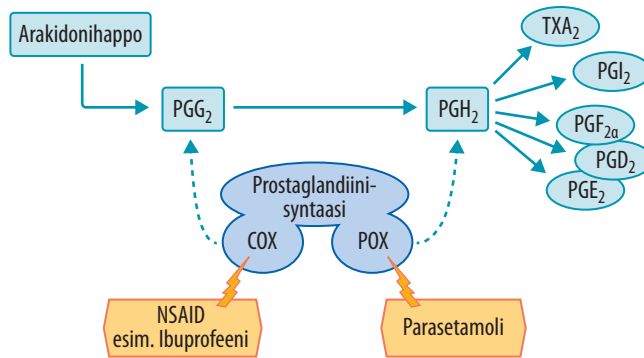 Arakidonihappo
TXA₂
PGI₂
PGG₂
PGH₂
PGF₂α
PGD₂
PGE₂
Prostaglandiini-
syntaasi
COX
POX
NSAID
esim. Ibuprofeeni
Parasetamoli